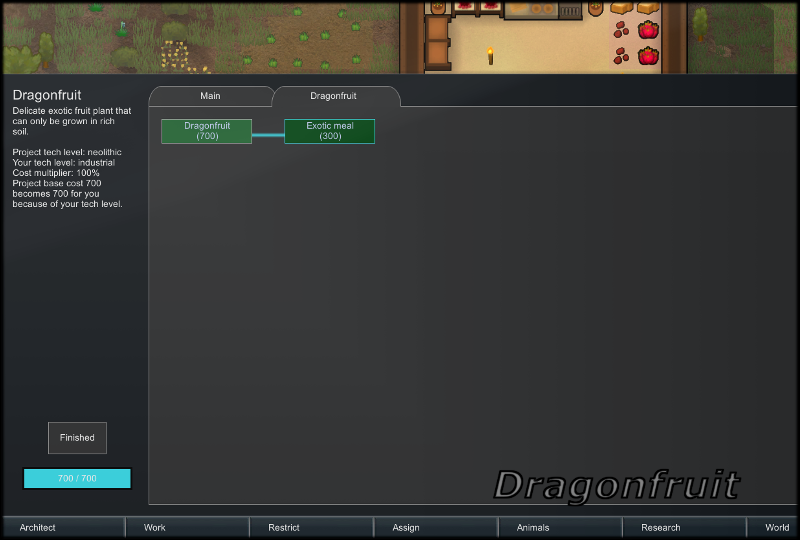 Dragonfruit
Delicate exotic fruit plant that
can only be grown in rich
soil.
Project tech level: neolithic
Your tech level: industrial
Cost multiplier: 100%
Project base cost 700
becomes 700 for you
because of your tech level.
Main
Dragonfruit
Dragonfruit
(700)
Exotic meal
(300)
Finished
700 / 700
Dragonfruit
Architect
Work
Restrict
Assign
Animals
Research
World